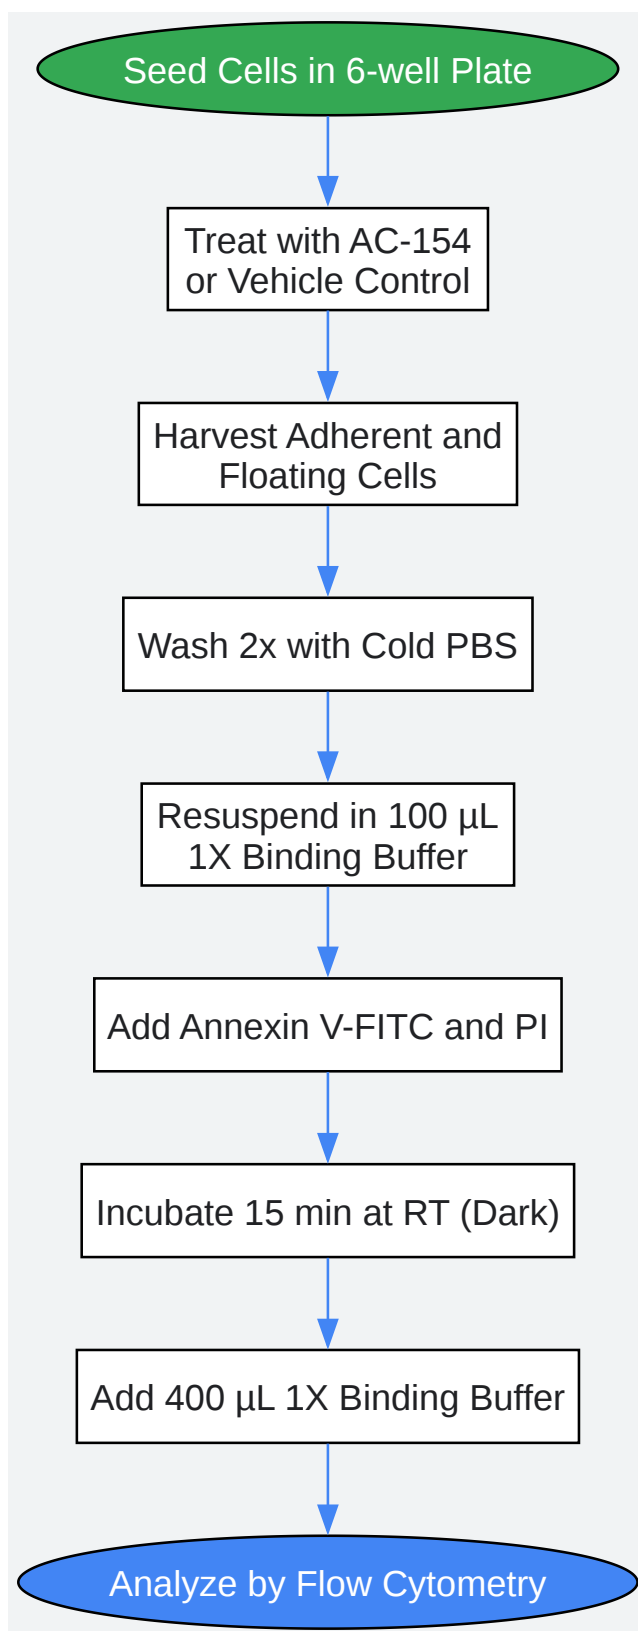 Seed Cells in 6-well Plate
Treat with AC-154
or Vehicle Control
Harvest Adherent and
Floating Cells
Wash 2x with Cold PBS
Resuspend in 100 µL
1X Binding Buffer
Add Annexin V-FITC and PI
Incubate 15 min at RT (Dark)
Add 400 µL 1X Binding Buffer
Analyze by Flow Cytometry